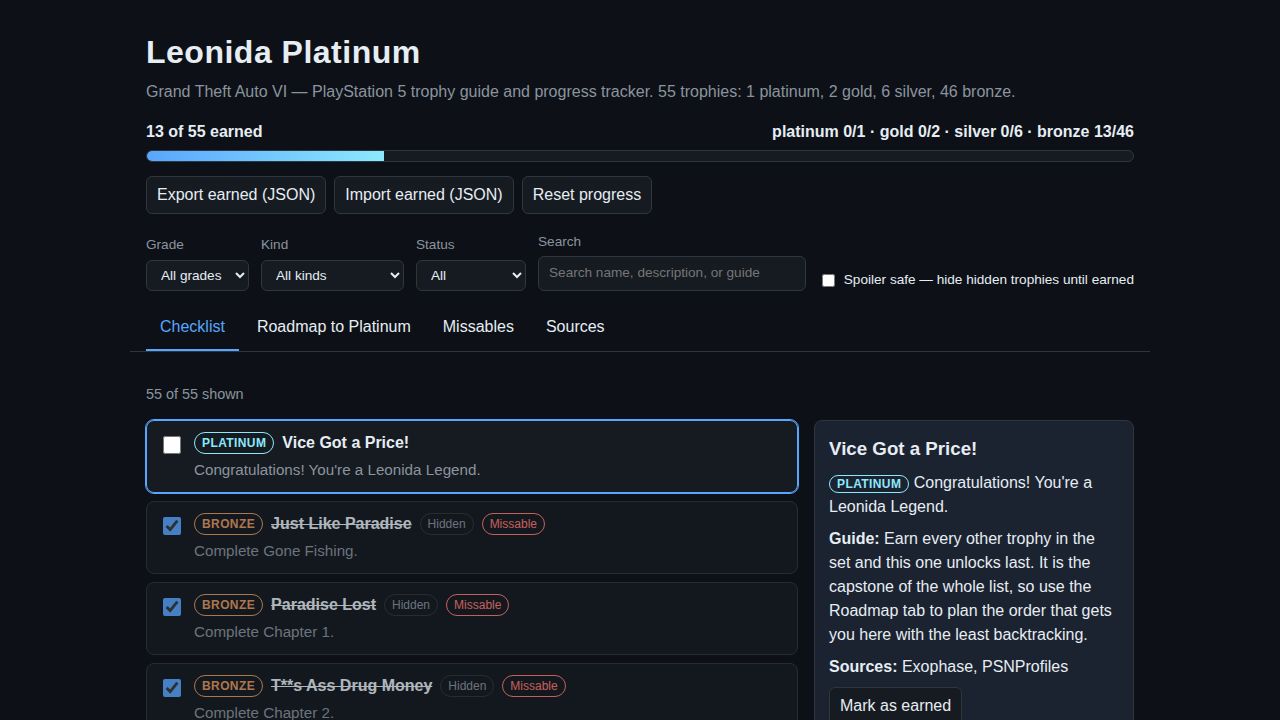 Leonida Platinum
Grand Theft Auto VI — PlayStation 5 trophy guide and progress tracker. 55 trophies: 1 platinum, 2 gold, 6 silver, 46 bronze.
13 of 55 earned
platinum 0/1 · gold 0/2 · silver 0/6 · bronze 13/46
Export earned (JSON)
Import earned (JSON)
Reset progress
Grade
Kind
Status
Search
All grades
All kinds
All
Search name, description, or guide
Spoiler safe — hide hidden trophies until earned
Checklist
Roadmap to Platinum
Missables
Sources
55 of 55 shown
PLATINUM Vice Got a Price!
Congratulations! You're a Leonida Legend.
BRONZE Just Like Paradise Hidden Missable
Complete Gone Fishing.
BRONZE Paradise Lost Hidden Missable
Complete Chapter 1.
BRONZE T**s Ass Drug Money Hidden Missable
Complete Chapter 2.
Vice Got a Price!
PLATINUM Congratulations! You're a
Leonida Legend.
Guide: Earn every other trophy in the
set and this one unlocks last. It is the
capstone of the whole list, so use the
Roadmap tab to plan the order that gets
you here with the least backtracking.
Sources: Exophase, PSNProfiles
Mark as earned